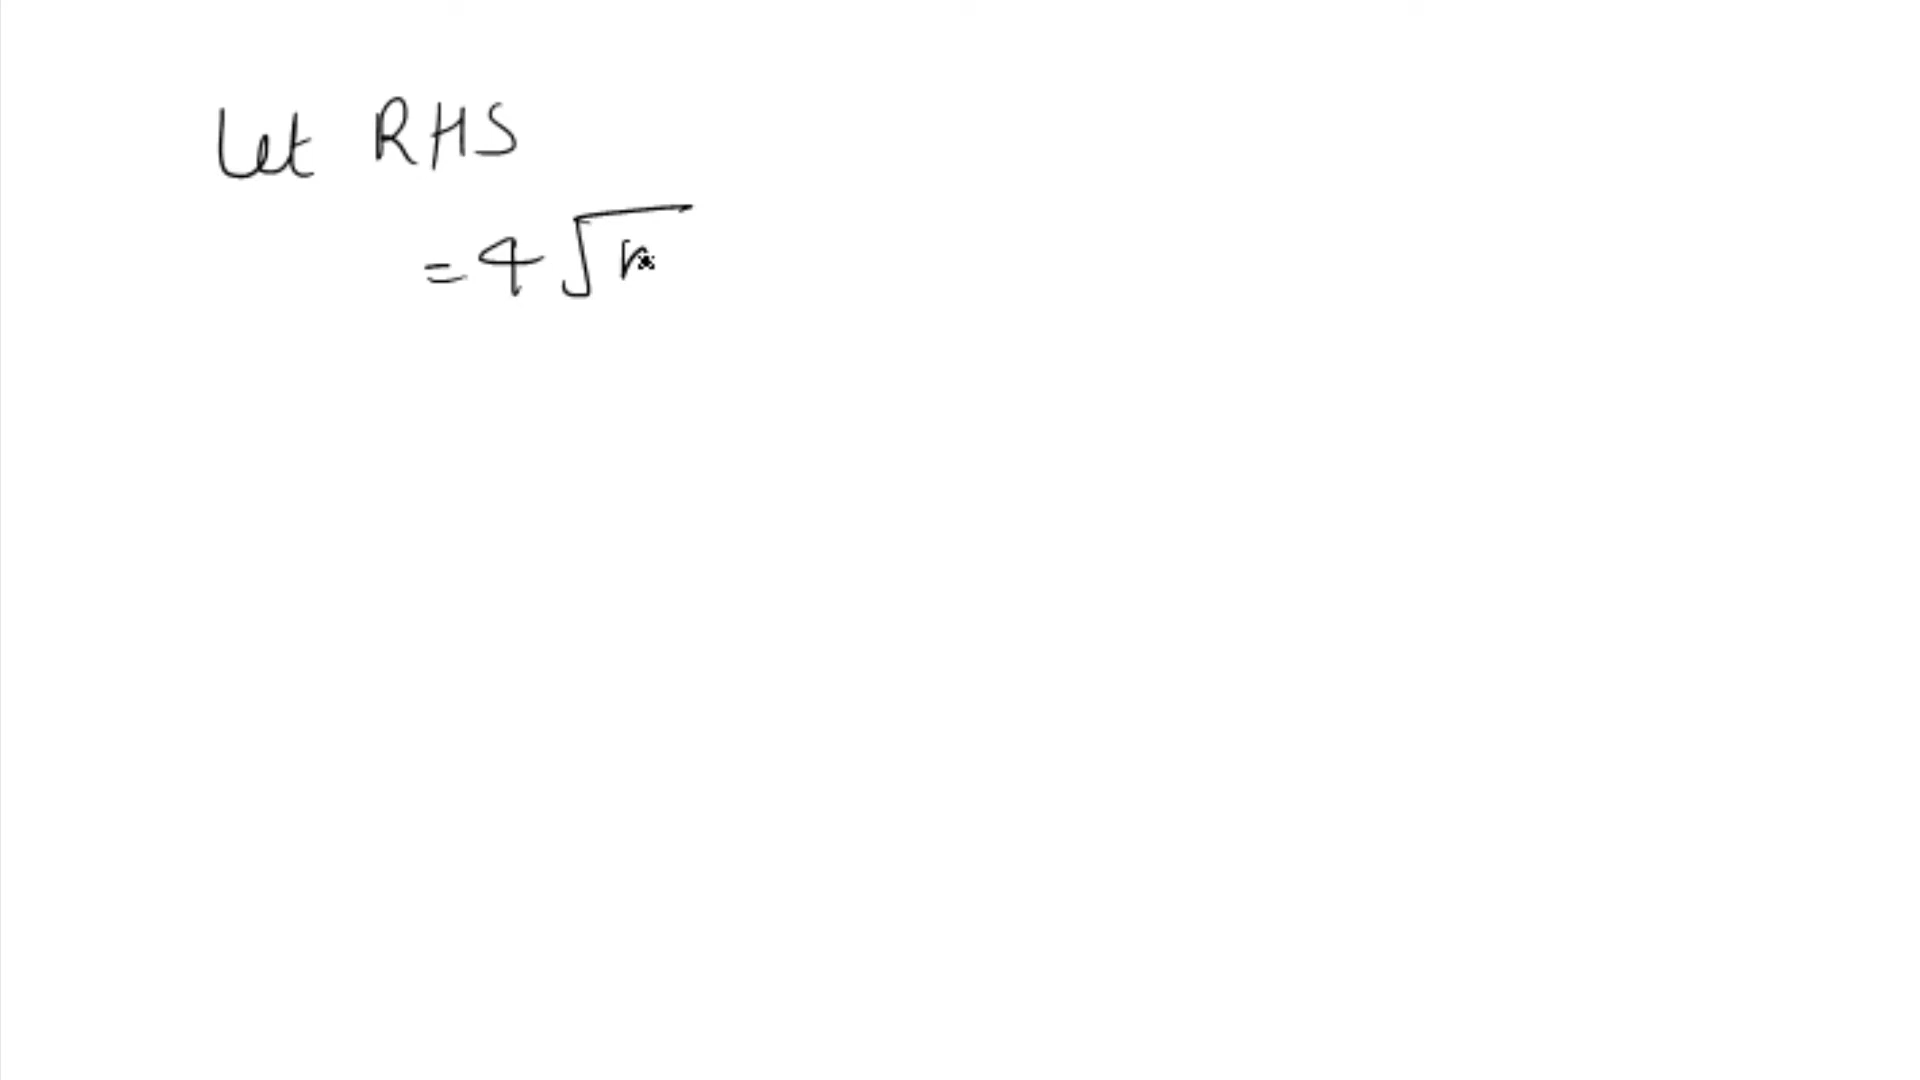 Let RHS
= 4√